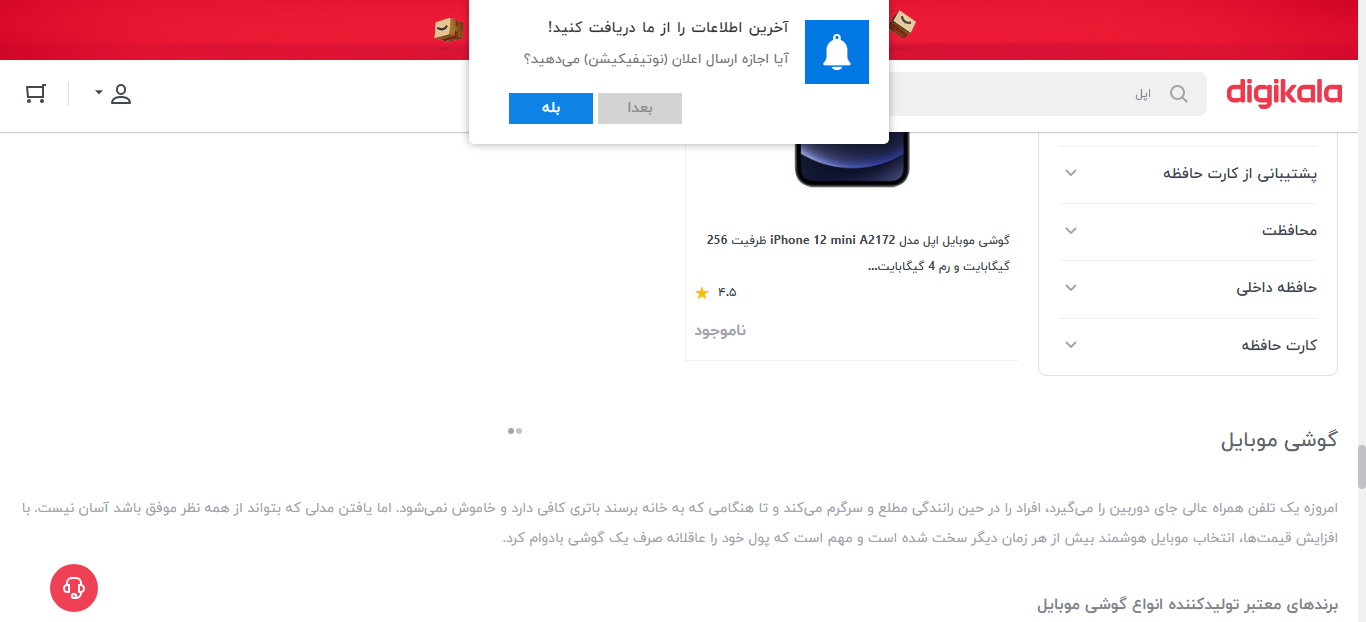 آخرین اطلاعات را از ما دریافت کنید!
آیا اجازه ارسال اعلان (نوتیفیکیشن) می‌دهید؟
بعدا
بله
digikala
اپل
پشتیبانی از کارت حافظه
محافظت
حافظه داخلی
کارت حافظه
گوشی موبایل اپل مدل iPhone 12 mini A2172 ظرفیت 256
گیگابایت و رم 4 گیگابایت...
۴.۵
ناموجود
گوشی موبایل
امروزه یک تلفن همراه عالی جای دوربین را می‌گیرد، افراد را در حین رانندگی مطلع و سرگرم می‌کند و تا هنگامی که به خانه برسند باتری کافی دارد و خاموش نمی‌شود. اما یافتن مدلی که بتواند از همه نظر موفق باشد آسان نیست. با
افزایش قیمت‌ها، انتخاب موبایل هوشمند بیش از هر زمان دیگر سخت شده است و مهم است که پول خود را عاقلانه صرف یک گوشی بادوام کرد.
برندهای معتبر تولیدکننده انواع گوشی موبایل